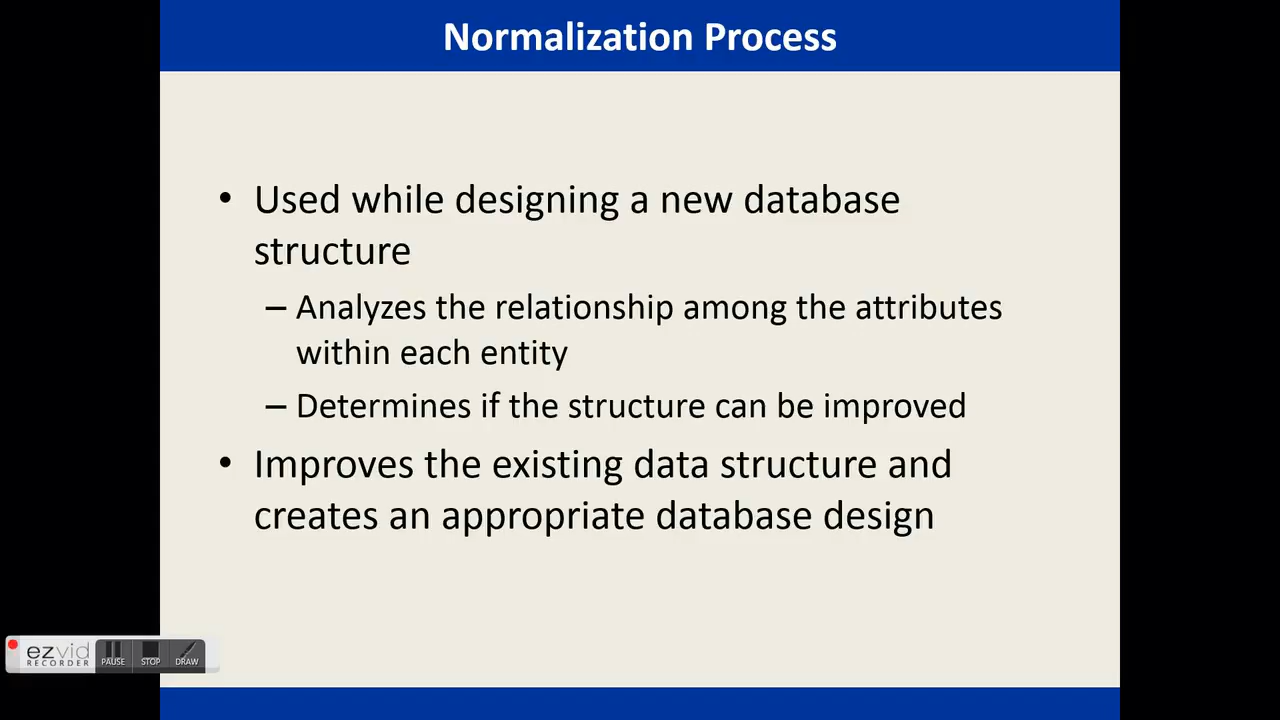 Normalization Process
• Used while designing a new database
structure
– Analyzes the relationship among the attributes
within each entity
– Determines if the structure can be improved
• Improves the existing data structure and
creates an appropriate database design
ezvid
RECORDER
PAUSE
STOP
DRAW